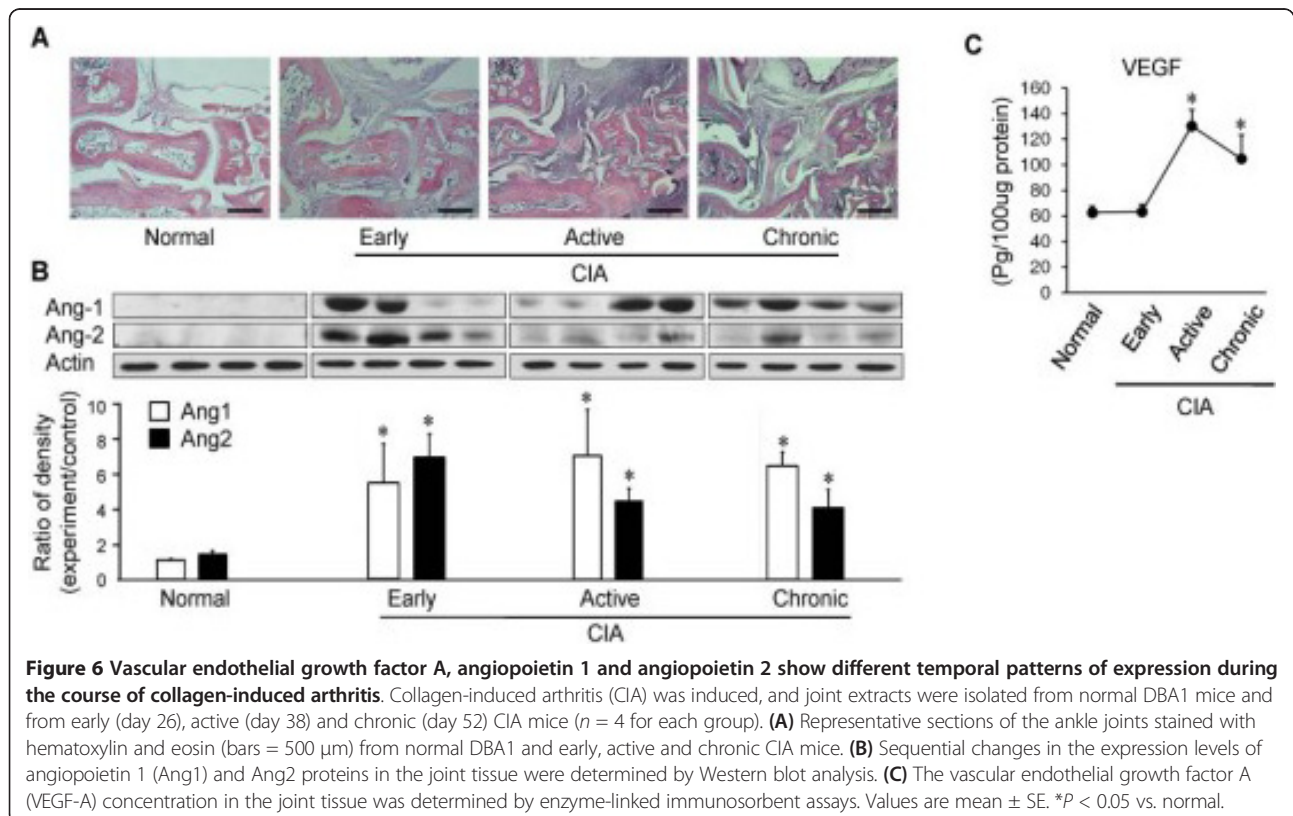 A
Normal
Early
Active
Chronic
CIA
B
Ang-1
Ang-2
Actin
Ratio of density
(experiment/control)
10
8
6
4
2
0
Ang1
Ang2
* * * * * *
Normal
Early
Active
Chronic
CIA
C
VEGF
(Pg/100ug protein)
160
140
120
100
80
60
40
20
0
* *
Normal
Early
Active
Chronic
CIA
Figure 6 Vascular endothelial growth factor A, angiopoietin 1 and angiopoietin 2 show different temporal patterns of expression during
the course of collagen-induced arthritis. Collagen-induced arthritis (CIA) was induced, and joint extracts were isolated from normal DBA1 mice and
from early (day 26), active (day 38) and chronic (day 52) CIA mice (n = 4 for each group). (A) Representative sections of the ankle joints stained with
hematoxylin and eosin (bars = 500 μm) from normal DBA1 and early, active and chronic CIA mice. (B) Sequential changes in the expression levels of
angiopoietin 1 (Ang1) and Ang2 proteins in the joint tissue were determined by Western blot analysis. (C) The vascular endothelial growth factor A
(VEGF-A) concentration in the joint tissue was determined by enzyme-linked immunosorbent assays. Values are mean ± SE. *P < 0.05 vs. normal.